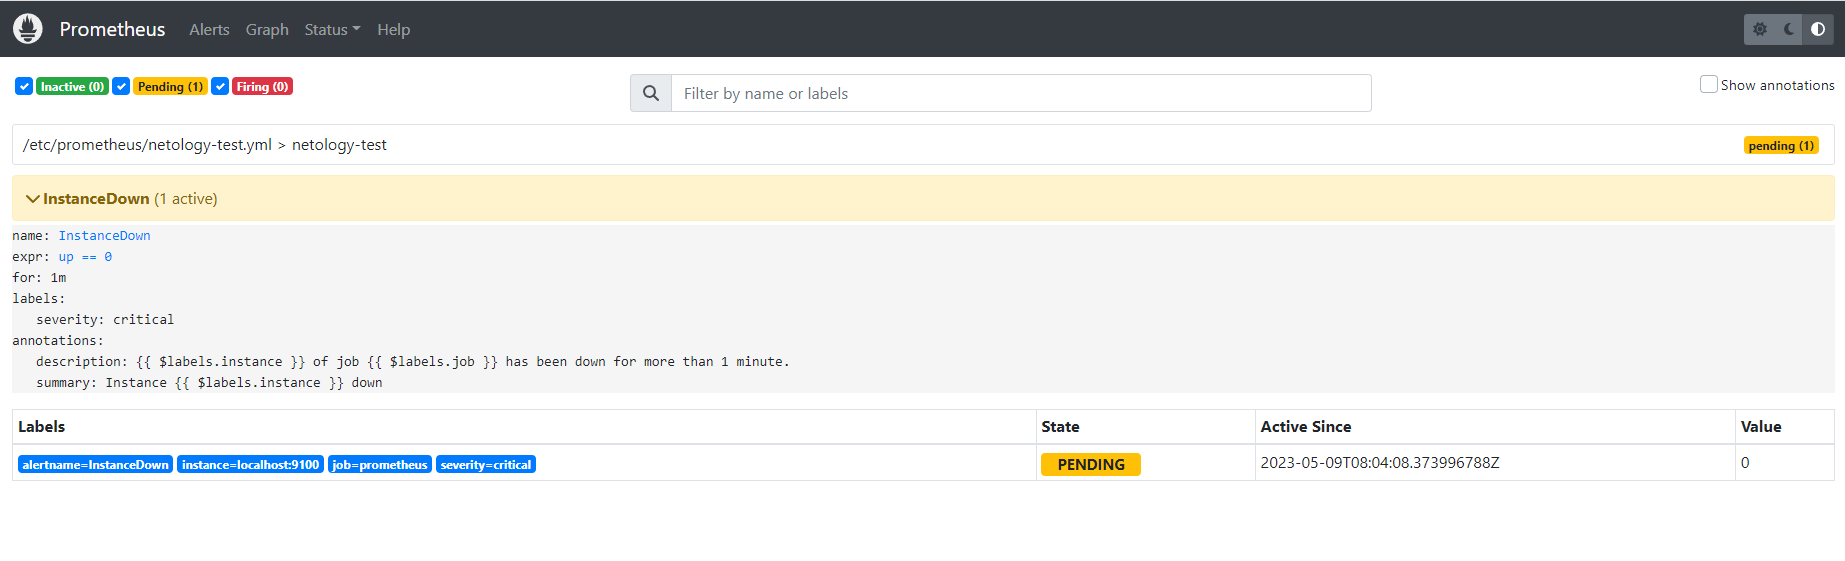 Prometheus Alerts Graph Status Help
Inactive (0) Pending (1) Firing (0) Filter by name or labels Show annotations
/etc/prometheus/netology-test.yml > netology-test pending (1)
InstanceDown (1 active)
name: InstanceDown
expr: up == 0
for: 1m
labels:
severity: critical
annotations:
description: {{ $labels.instance }} of job {{ $labels.job }} has been down for more than 1 minute.
summary: Instance {{ $labels.instance }} down
Labels State Active Since Value
alertname=InstanceDown instance=localhost:9100 job=prometheus severity=critical PENDING 2023-05-09T08:04:08.373996788Z 0